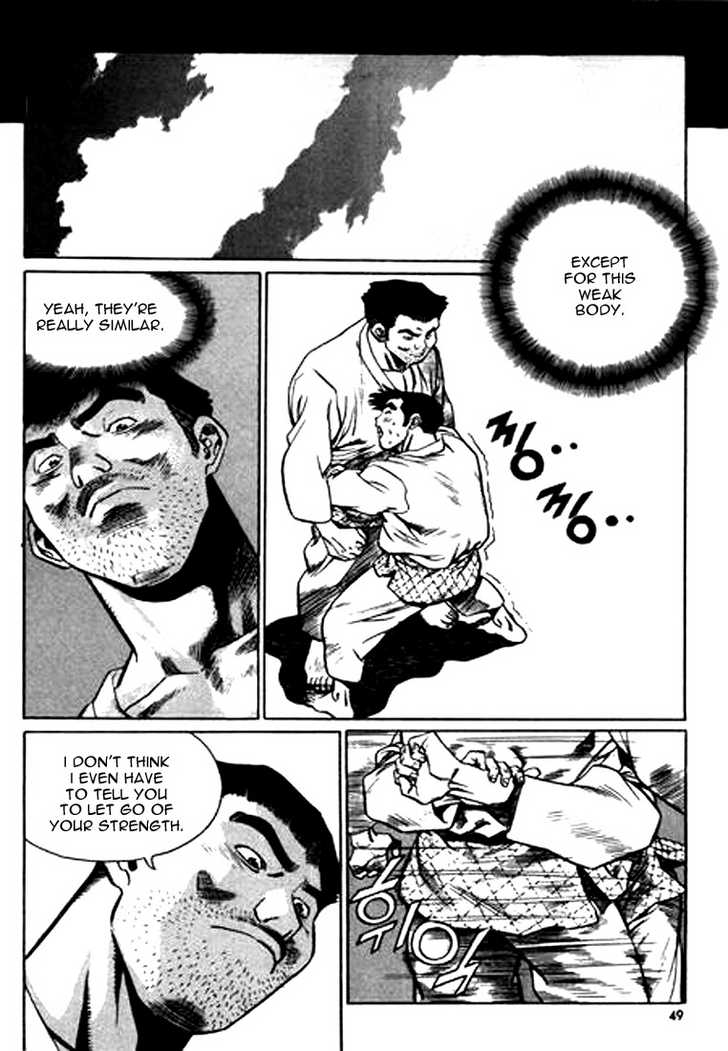 YEAH, THEY'RE
REALLY SIMILAR.
EXCEPT
FOR THIS
WEAK
BODY.
I DON'T THINK
I EVEN HAVE
TO TELL YOU
TO LET GO OF
YOUR STRENGTH.
49